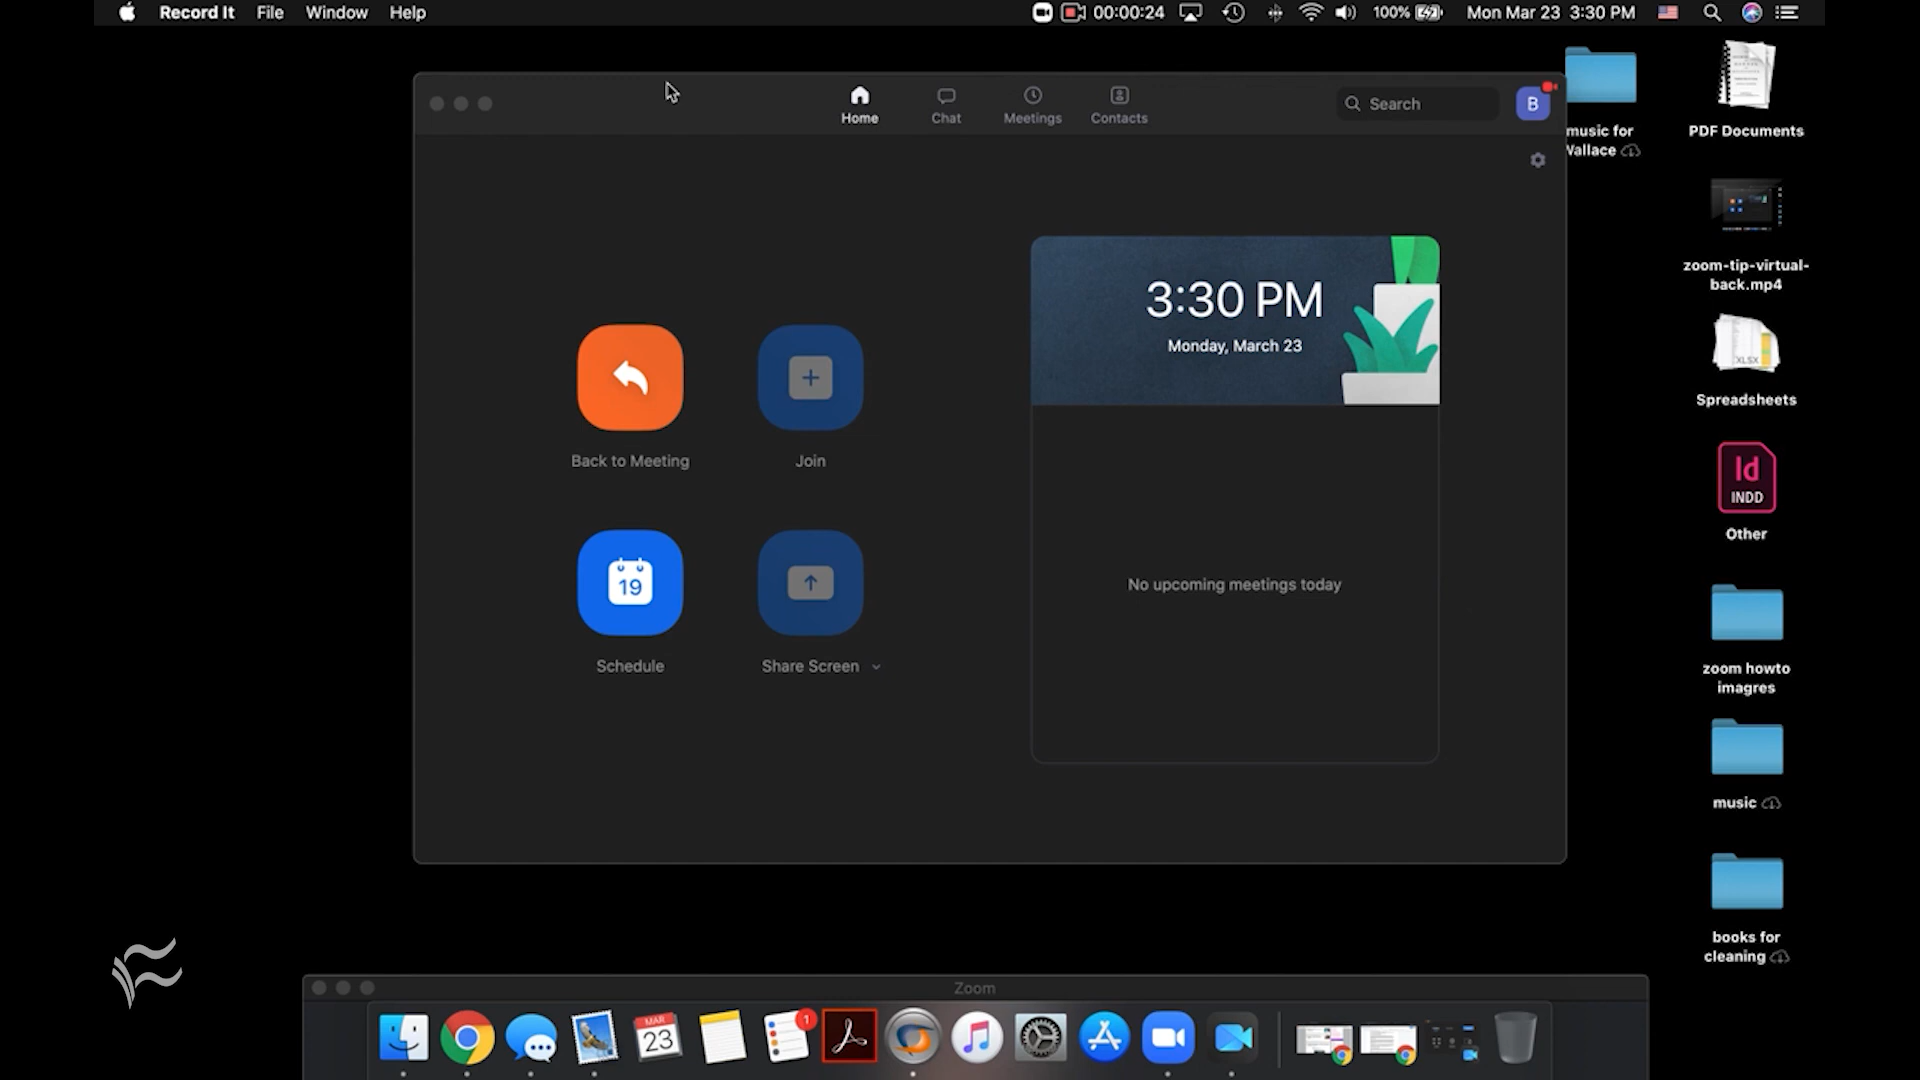 Record It File Window Help
00:00:24 100% Mon Mar 23 3:30 PM
Home Chat Meetings Contacts
Search
B
3:30 PM
Monday, March 23
No upcoming meetings today
Back to Meeting
Join
19
Schedule
Share Screen
music for
Wallace
PDF Documents
zoom-tip-virtual-
back.mp4
XLSX
Spreadsheets
Id
INDD
Other
zoom howto
imagres
music
books for
cleaning
Zoom
MAR
23
1